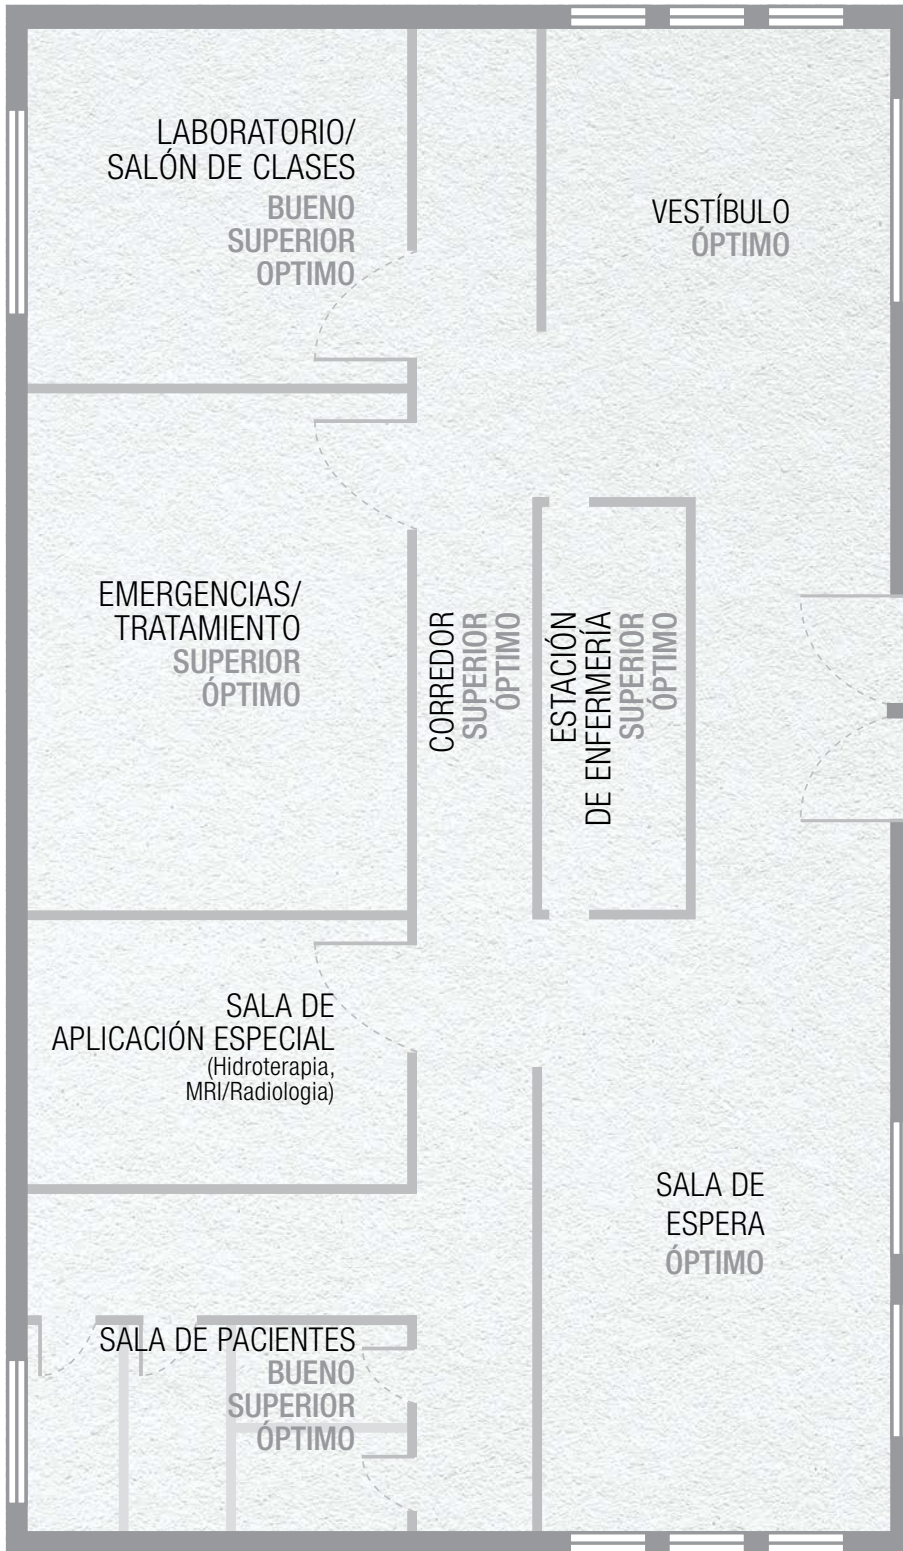 LABORATORIO/
SALÓN DE CLASES
BUENO
SUPERIOR
OPTIMO
VESTÍBULO
ÓPTIMO
EMERGENCIAS/
TRATAMIENTO
SUPERIOR
ÓPTIMO
CORREDOR
SUPERIOR
ÓPTIMO
ESTACIÓN
DE ENFERMERÍA
SUPERIOR
ÓPTIMO
SALA DE
APLICACIÓN ESPECIAL
(Hidroterapia,
MRI/Radiologia)
SALA DE
ESPERA
ÓPTIMO
SALA DE PACIENTES
BUENO
SUPERIOR
ÓPTIMO